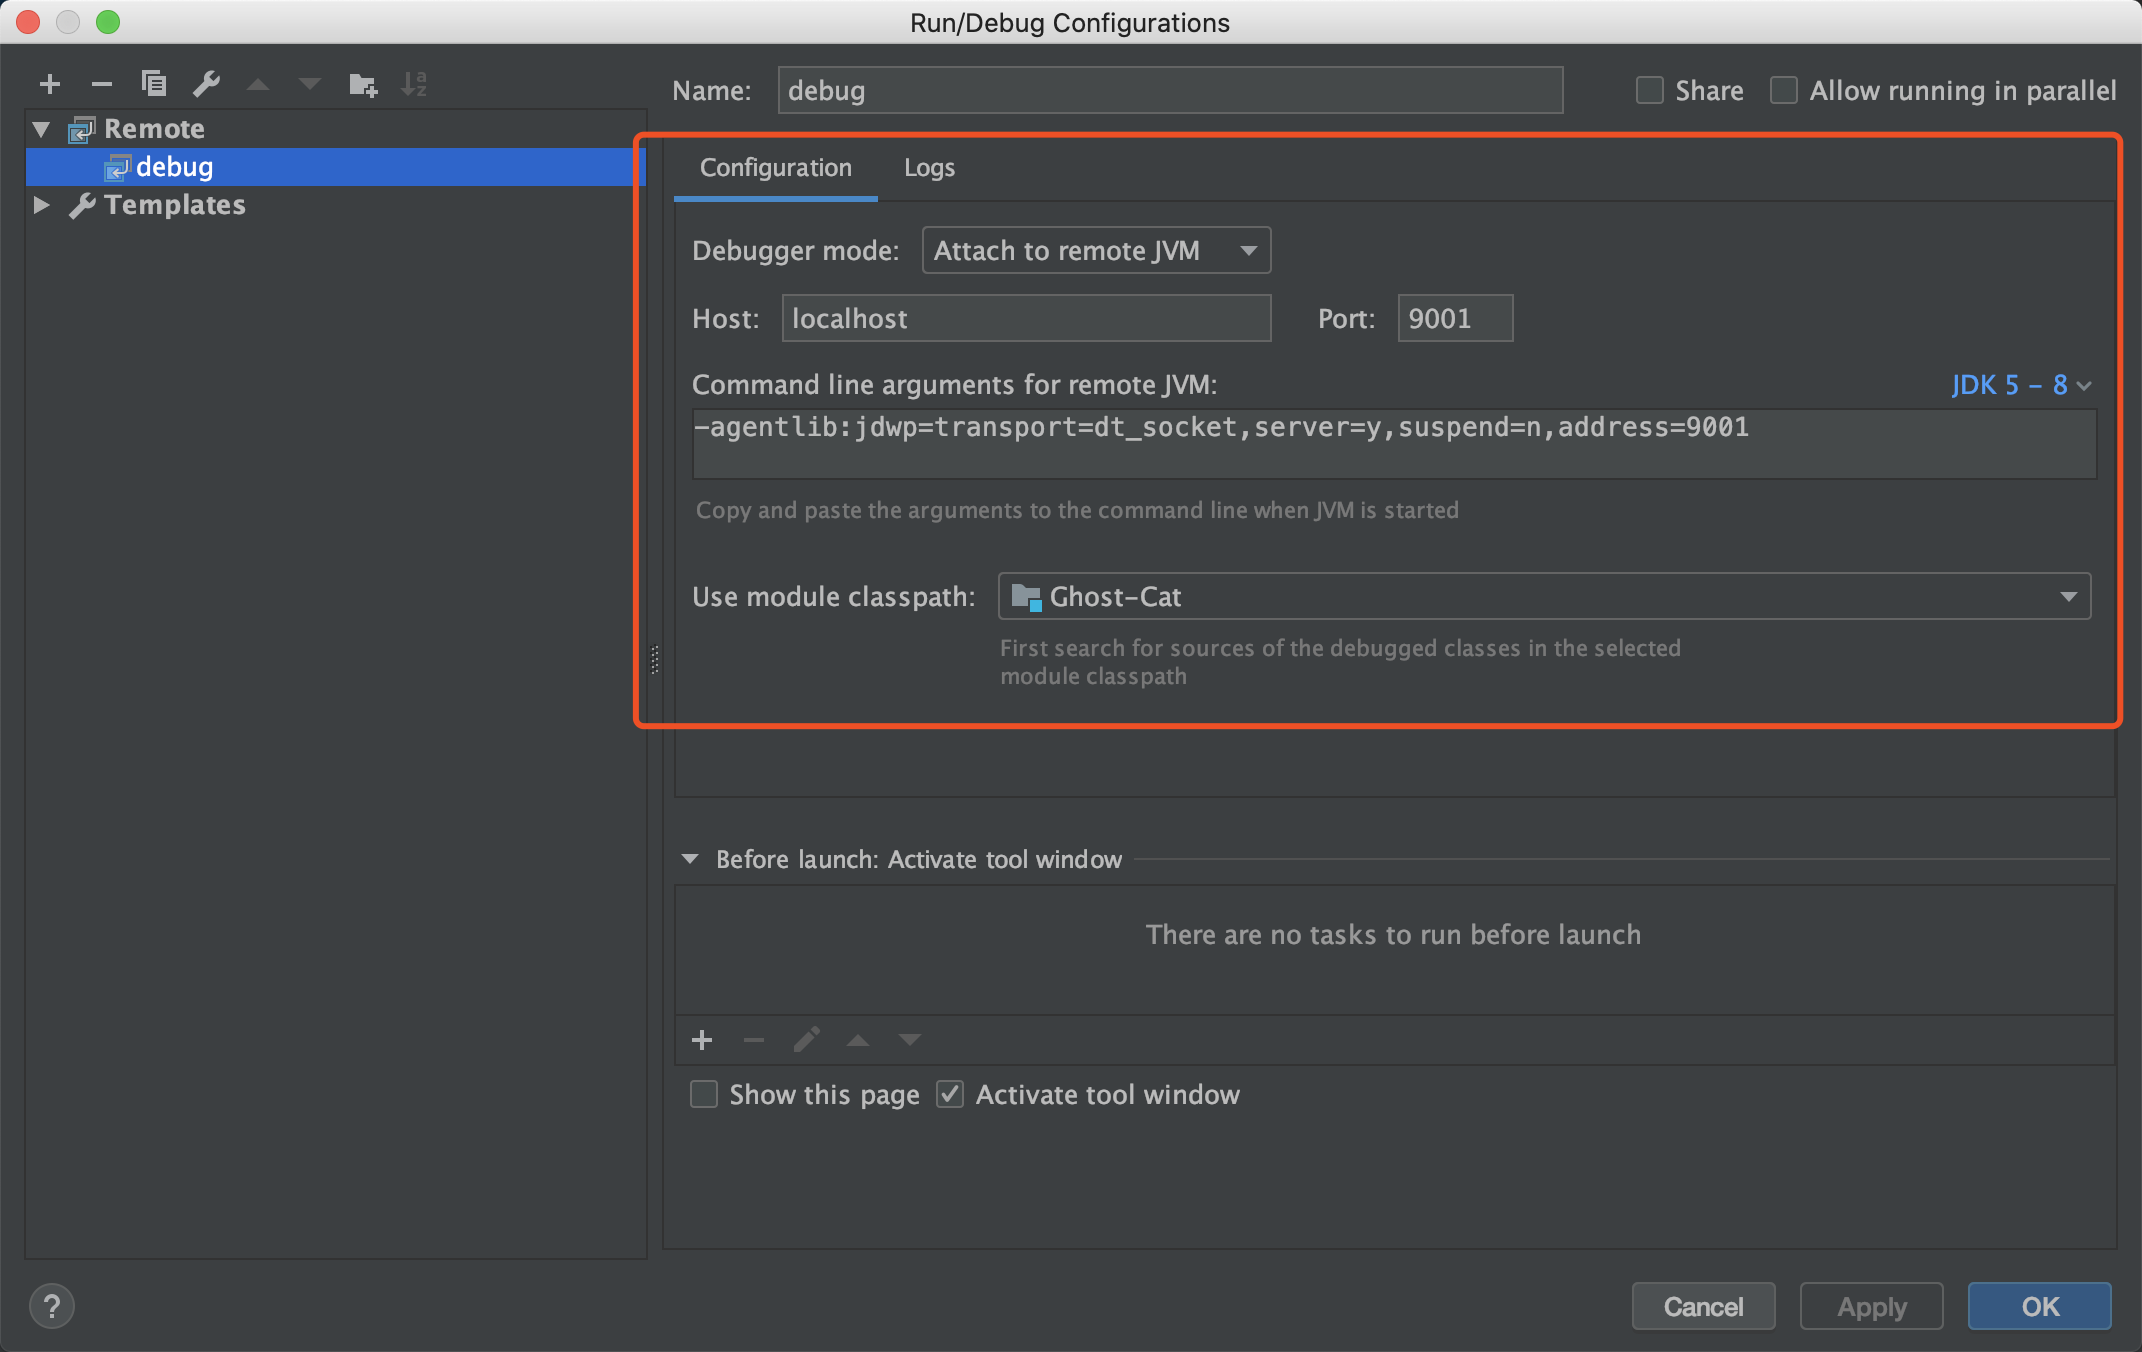 Run/Debug Configurations
Name: debug
Share
Allow running in parallel
Remote
debug
Templates
Configuration
Logs
Debugger mode: Attach to remote JVM
Host: localhost
Port: 9001
Command line arguments for remote JVM:
JDK 5 – 8
-agentlib:jdwp=transport=dt_socket,server=y,suspend=n,address=9001
Copy and paste the arguments to the command line when JVM is started
Use module classpath: Ghost-Cat
First search for sources of the debugged classes in the selected
module classpath
Before launch: Activate tool window
There are no tasks to run before launch
Show this page
Activate tool window
?
Cancel
Apply
OK